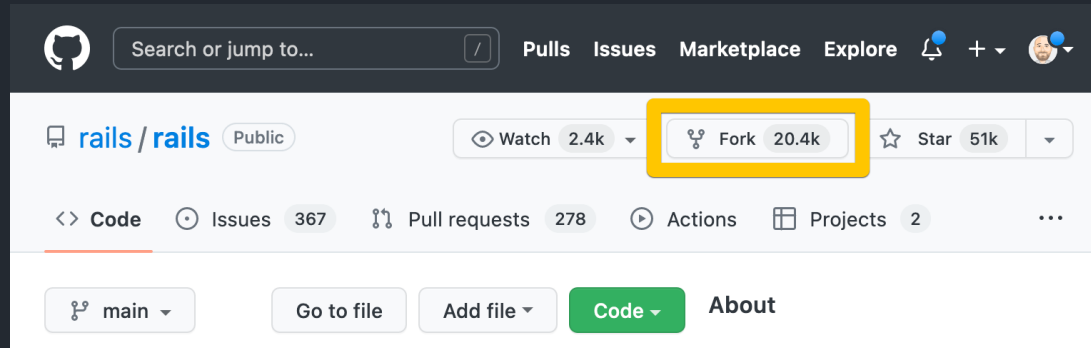 Search or jump to... / Pulls Issues Marketplace Explore
rails / rails Public Watch 2.4k Fork 20.4k Star 51k
Code Issues 367 Pull requests 278 Actions Projects 2 ...
main Go to file Add file Code About